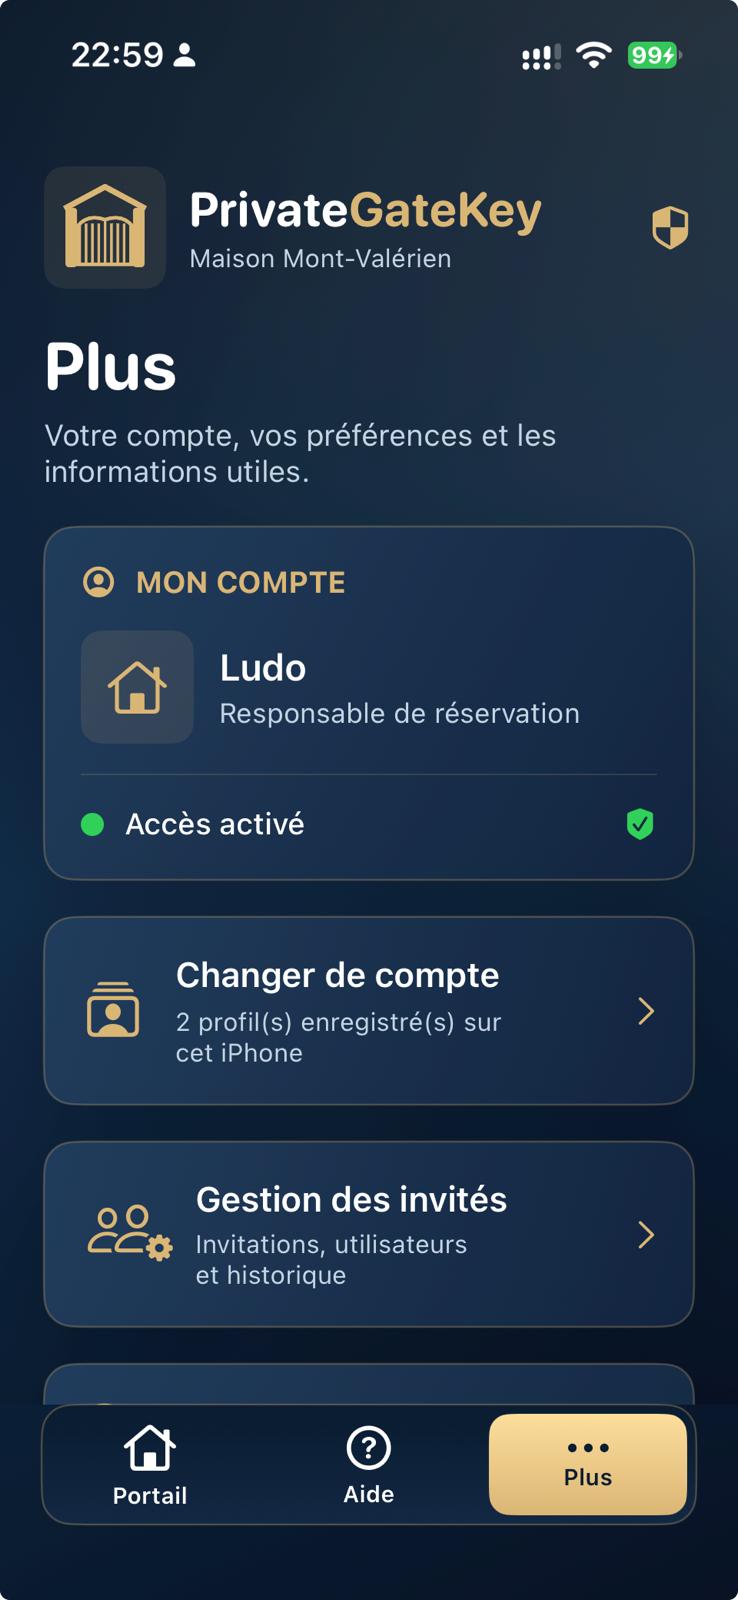 22:59
99
PrivateGateKey
Maison Mont-Valérien
Plus
Votre compte, vos préférences et les
informations utiles.
MON COMPTE
Ludo
Responsable de réservation
Accès activé
Changer de compte
2 profil(s) enregistré(s) sur
cet iPhone
Gestion des invités
Invitations, utilisateurs
et historique
Portail
Aide
Plus